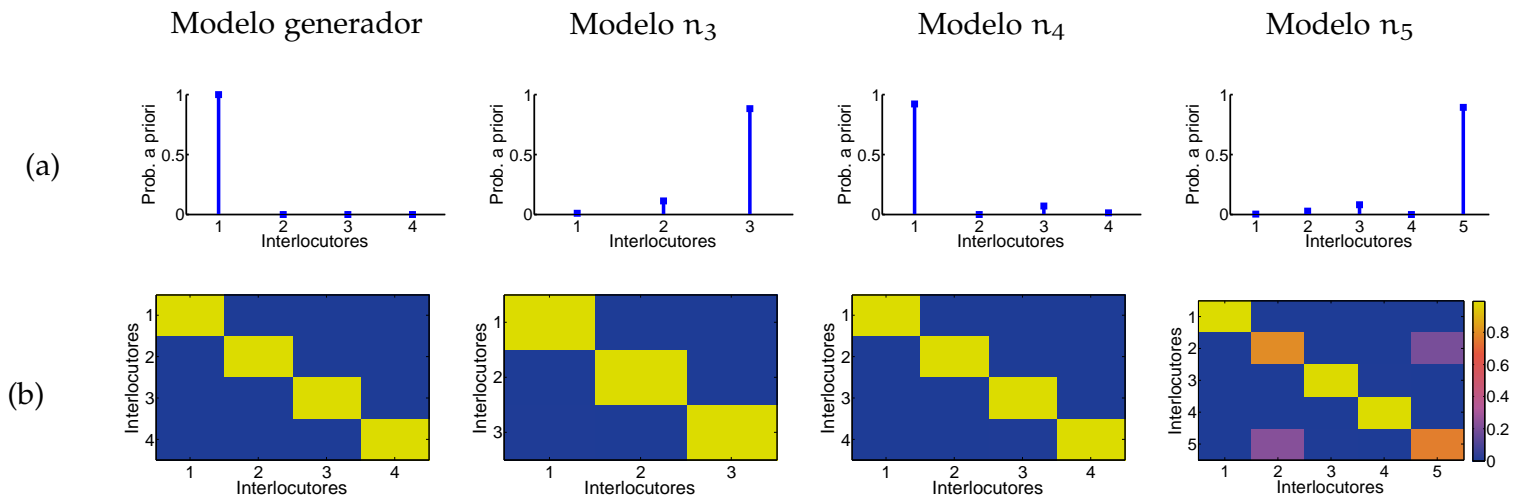 Modelo generador
Modelo n3
Modelo n4
Modelo n5
(a)
Prob. a priori
1
0.5
0
1 2 3 4
Interlocutores
Prob. a priori
1
0.5
0
1 2 3
Interlocutores
Prob. a priori
1
0.5
0
1 2 3 4
Interlocutores
Prob. a priori
1
0.5
0
1 2 3 4 5
Interlocutores
(b)
Interlocutores
1
2
3
4
1 2 3 4
Interlocutores
Interlocutores
1
2
3
1 2 3
Interlocutores
Interlocutores
1
2
3
4
1 2 3 4
Interlocutores
Interlocutores
1
2
3
4
5
1 2 3 4 5
Interlocutores
0.8
0.6
0.4
0.2
0